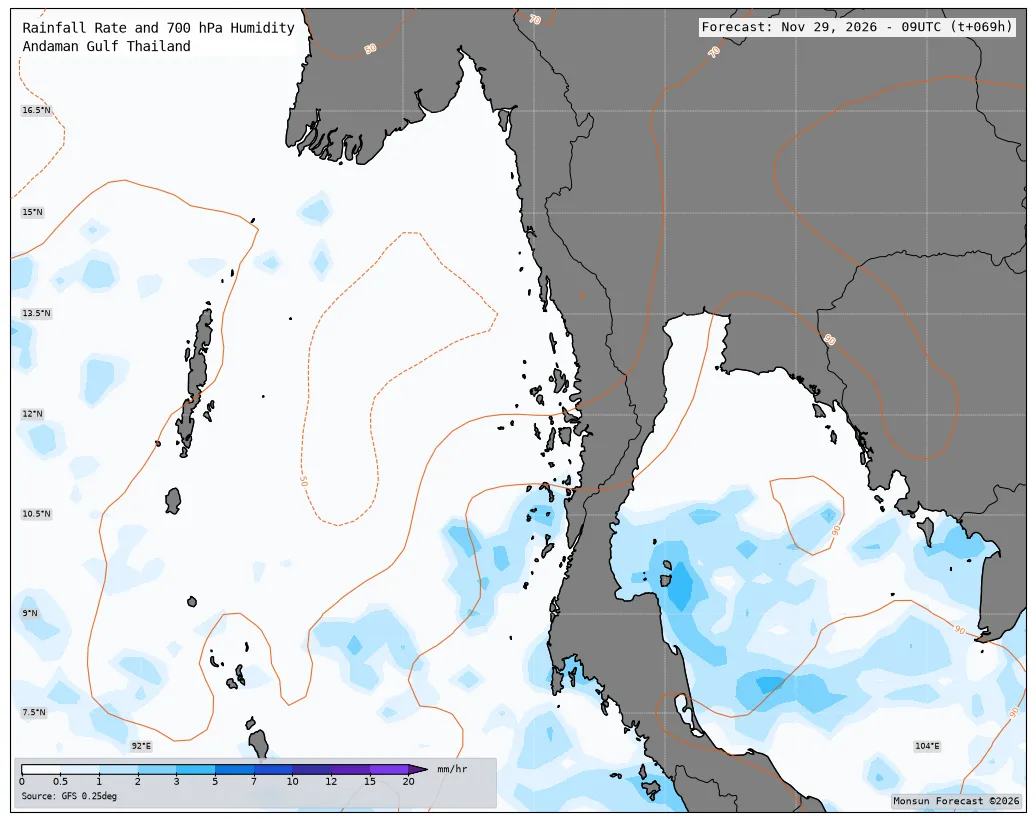 Rainfall Rate and 700 hPa Humidity
Andaman Gulf Thailand
Forecast: Nov 29, 2026 - 09UTC (t+069h)
70
50
70
16.5°N
15°N
13.5°N
90
12°N
50
10.5°N
90
9°N
90
7.5°N
90
92°E
104°E
mm/hr
0 0.5 1 2 3 5 7 10 12 15 20
Source: GFS 0.25deg
Monsun Forecast ©2026